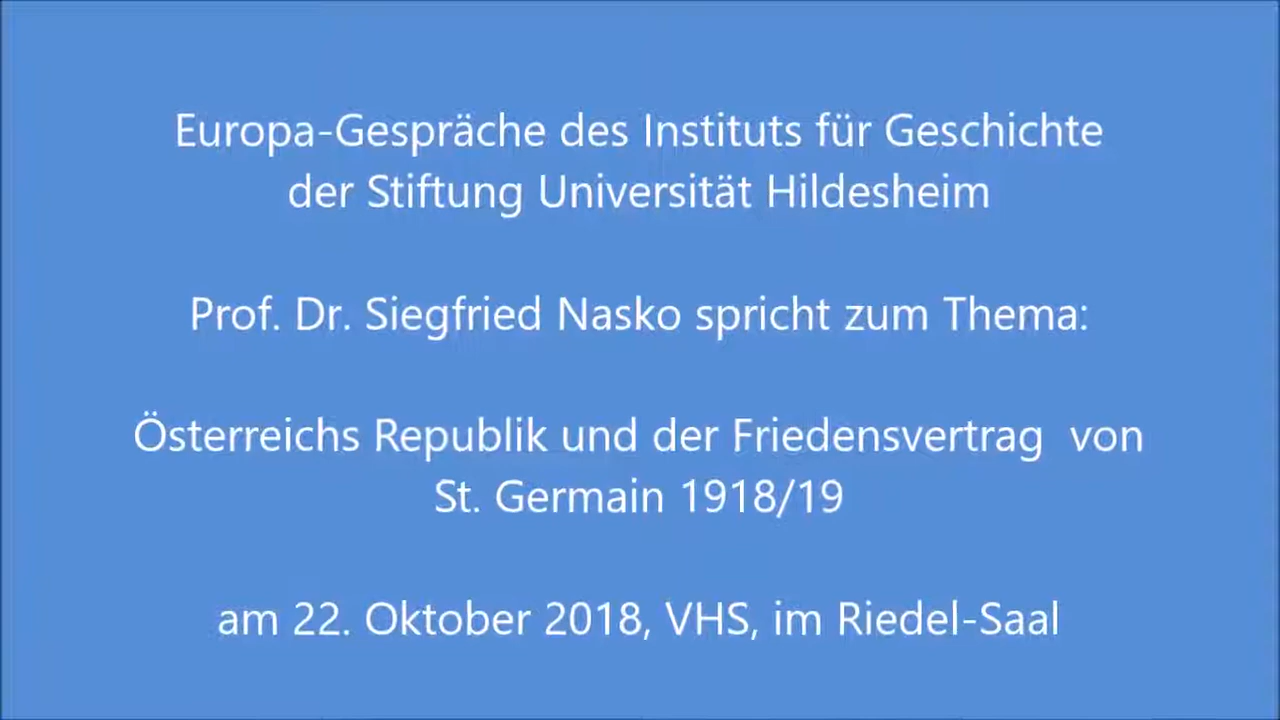 Europa-Gespräche des Instituts für Geschichte
der Stiftung Universität Hildesheim
Prof. Dr. Siegfried Nasko spricht zum Thema:
Österreichs Republik und der Friedensvertrag  von
St. Germain 1918/19
am 22. Oktober 2018, VHS, im Riedel-Saal